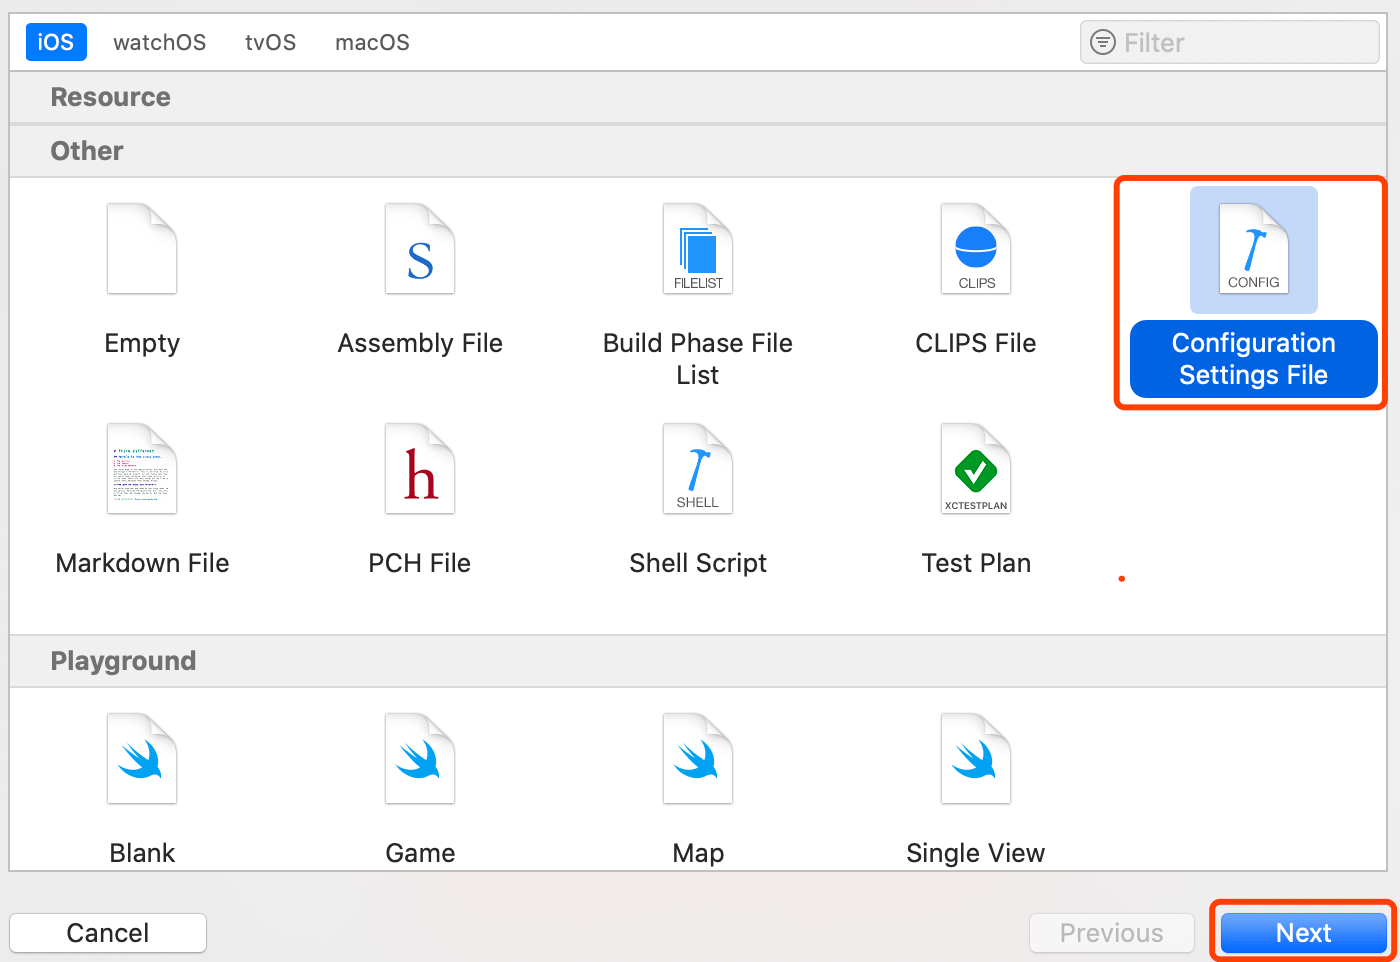 iOS watchOS tvOS macOS Filter
Resource
Other
S FILELIST CLIPS CONFIG
Empty Assembly File Build Phase File List CLIPS File Configuration Settings File
h SHELL XCTESTPLAN
Markdown File PCH File Shell Script Test Plan
Playground
Blank Game Map Single View
Cancel Previous Next